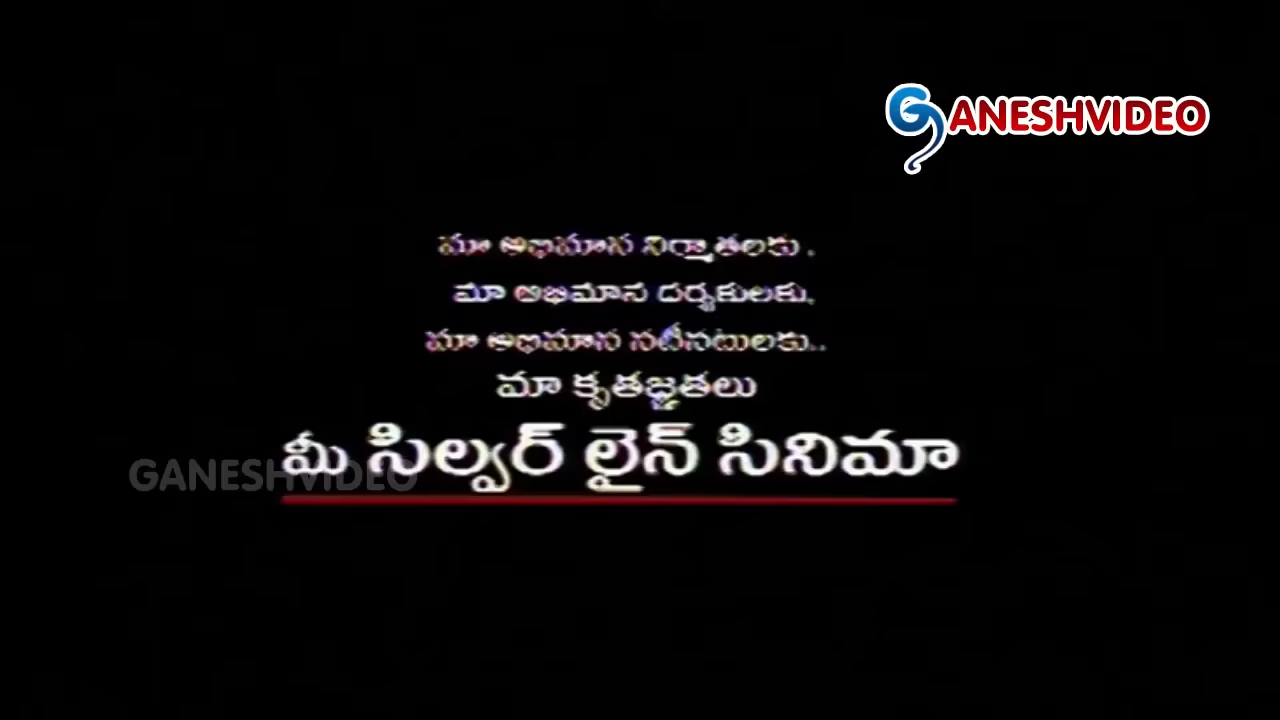 GANESHVIDEO
మా అభిమాన నిర్మాతలకు .
మా అభిమాన దర్శకులకు.
మా అభిమాన నటీనటులకు..
మా కృతజ్ఞతలు
మీ సిల్వర్ లైన్ సినిమా
GANESHVIDEO